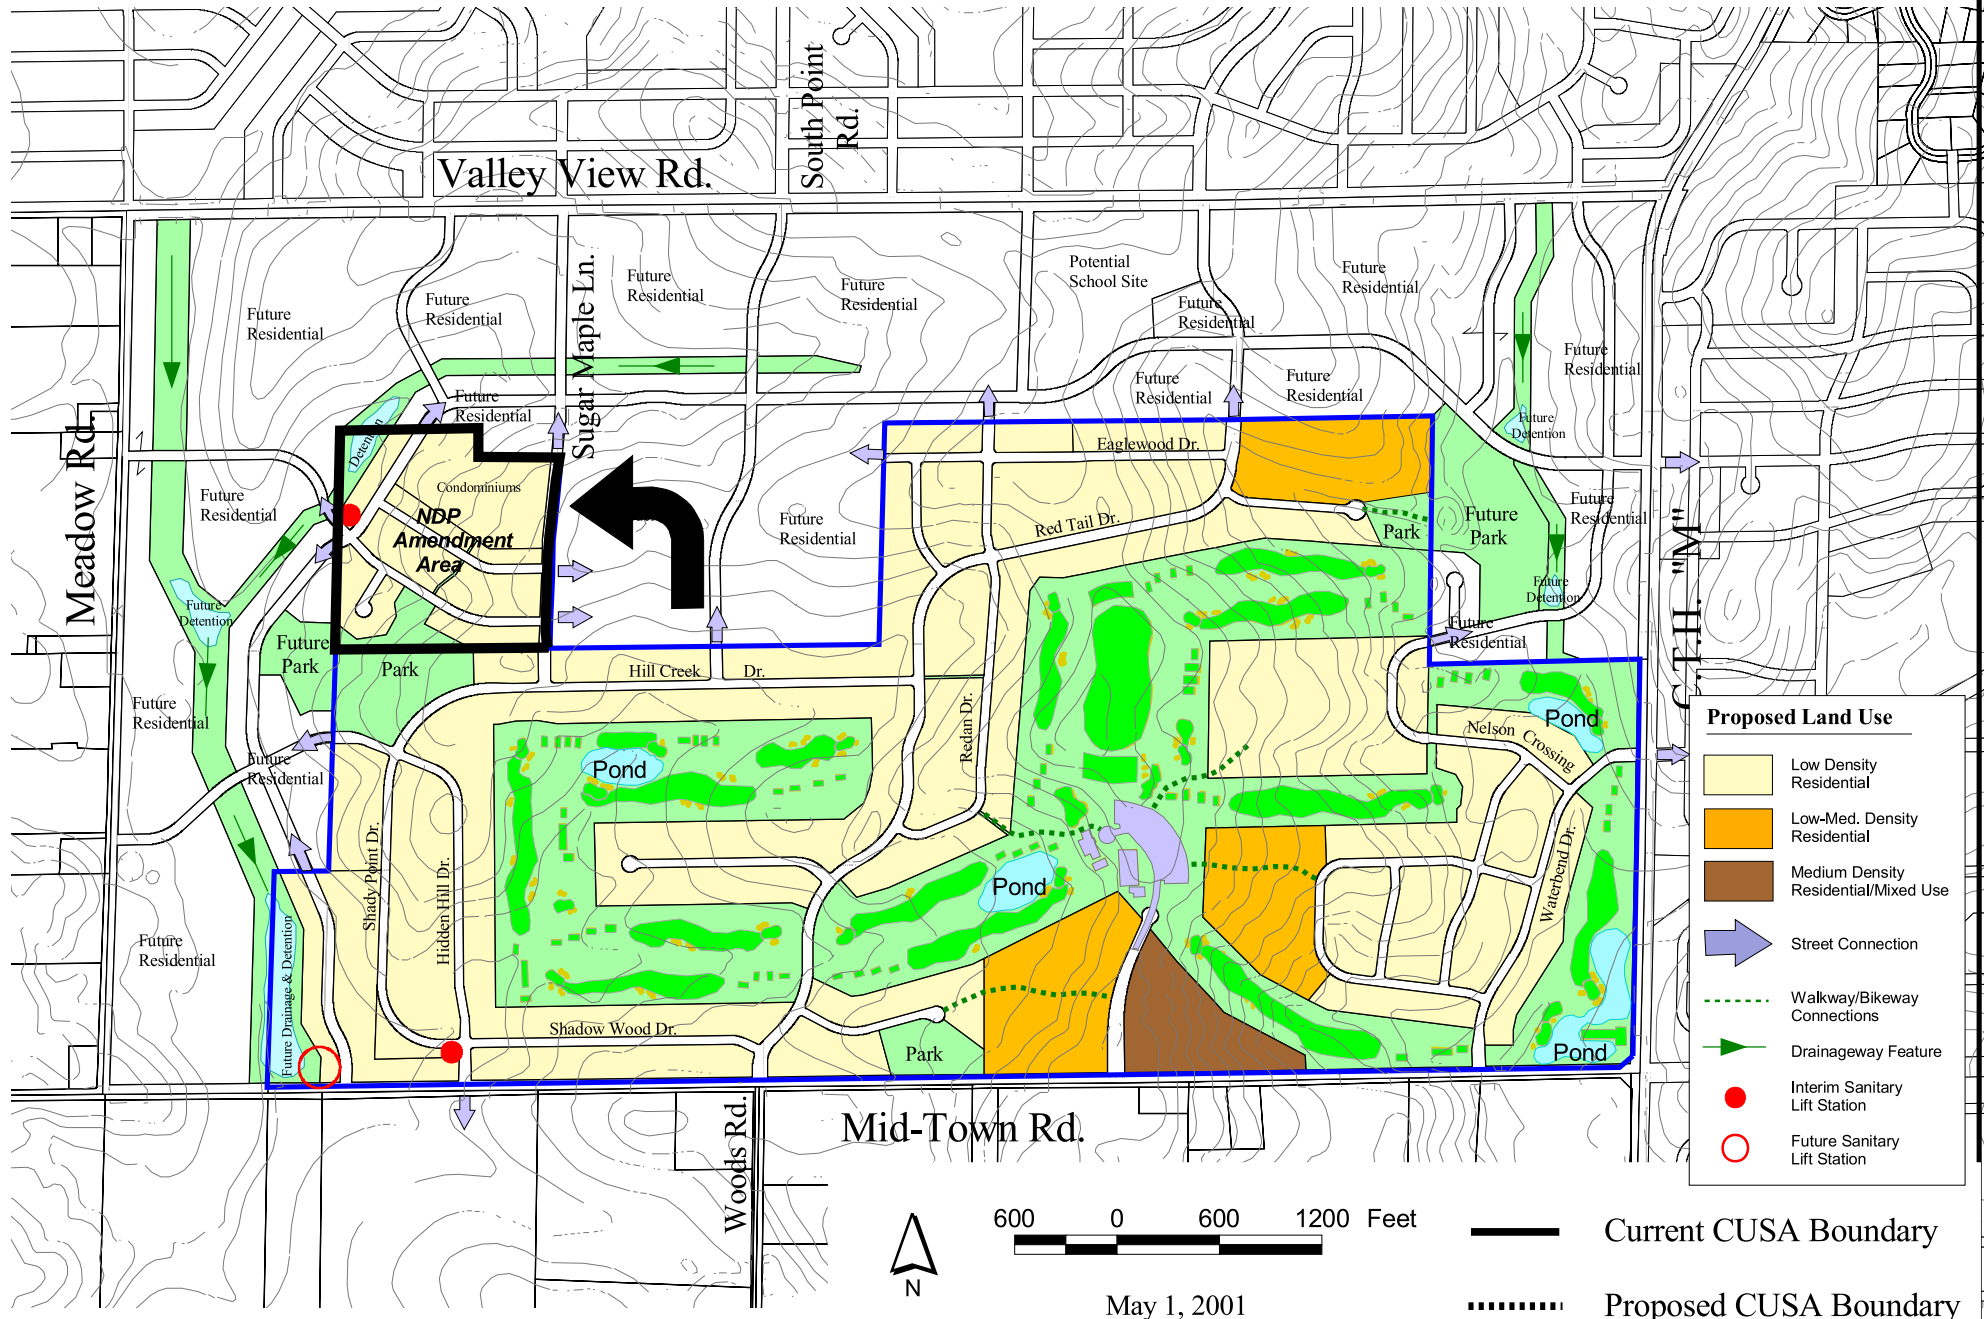 South Point
Rd.
Valley View Rd.
Sugar Maple Ln.
Meadow Rd.
C.T.H. "M"
Future
Residential
Future
Residential
Future
Residential
Future
Residential
Potential
School Site
Future
Residential
Future
Residential
Future
Residential
Future
Residential
Future
Residential
Future
Residential
Detention
Future
Detention
Eaglewood Dr.
Condominiums
NDP
Amendment
Area
Future
Residential
Future
Residential
Future
Residential
Red Tail Dr.
Park
Future
Park
Future
Detention
Future
Detention
Future
Residential
Future
Park
Park
Hill Creek Dr.
Redan Dr.
Future
Residential
Future
Residential
Nelson Crossing
Pond
Pond
Pond
Pond
Shady Point Dr.
Hidden Hill Dr.
Waterbend Dr.
Future
Residential
Future Drainage & Detention
Shadow Wood Dr.
Park
Mid-Town Rd.
Woods Rd.
Proposed Land Use
Low Density
Residential
Low-Med. Density
Residential
Medium Density
Residential/Mixed Use
Street Connection
Walkway/Bikeway
Connections
Drainageway Feature
Interim Sanitary
Lift Station
Future Sanitary
Lift Station
N
600 0 600 1200 Feet
May 1, 2001
Current CUSA Boundary
Proposed CUSA Boundary